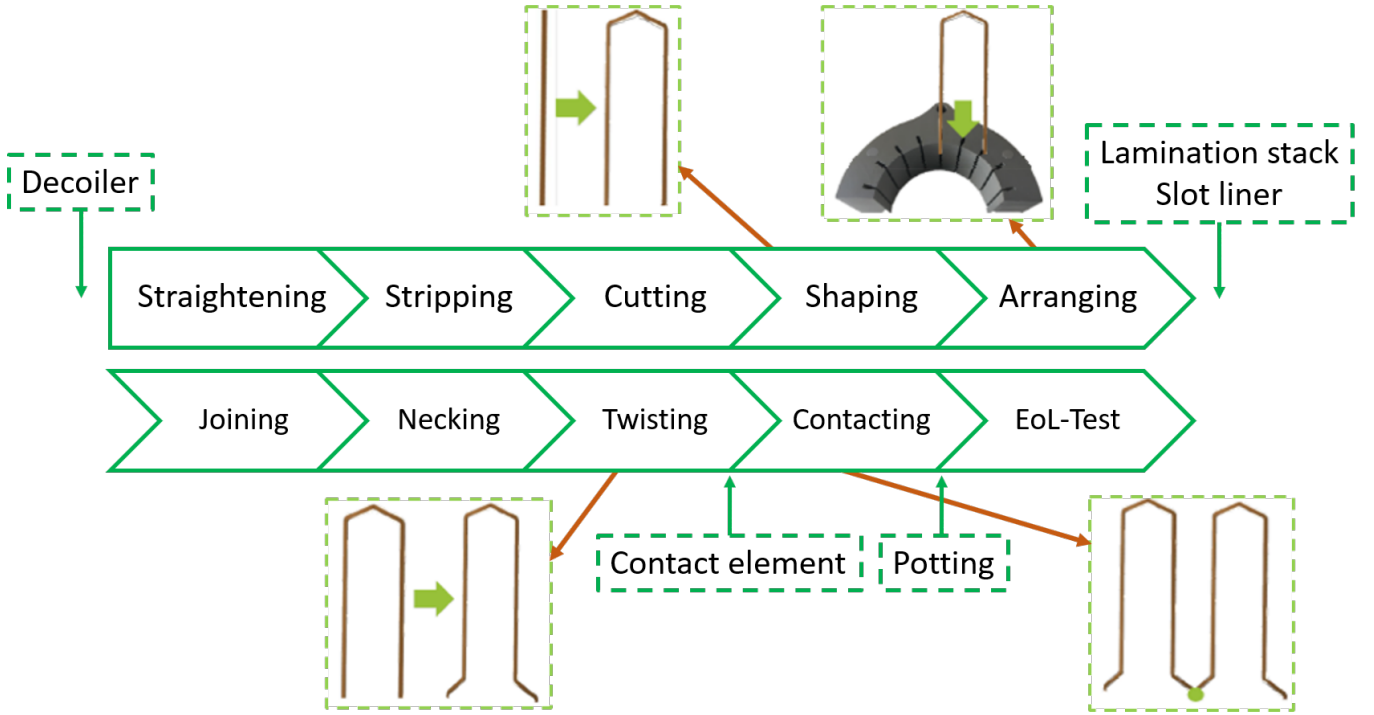 Decoiler
Lamination stack
Slot liner
Straightening
Stripping
Cutting
Shaping
Arranging
Joining
Necking
Twisting
Contacting
EoL-Test
Contact element
Potting